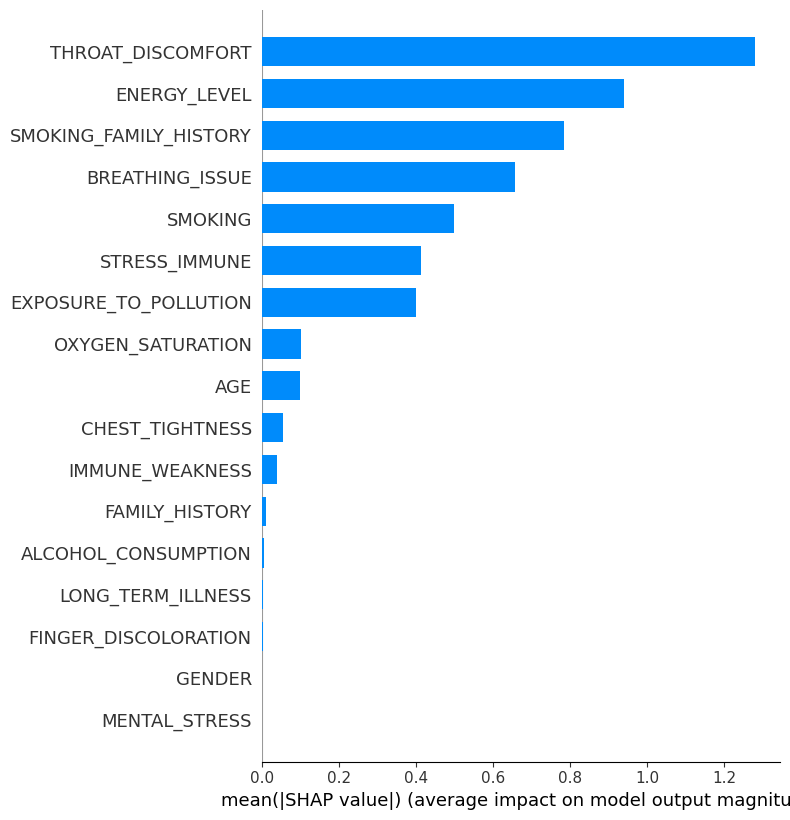 THROAT_DISCOMFORT
ENERGY_LEVEL
SMOKING_FAMILY_HISTORY
BREATHING_ISSUE
SMOKING
STRESS_IMMUNE
EXPOSURE_TO_POLLUTION
OXYGEN_SATURATION
AGE
CHEST_TIGHTNESS
IMMUNE_WEAKNESS
FAMILY_HISTORY
ALCOHOL_CONSUMPTION
LONG_TERM_ILLNESS
FINGER_DISCOLORATION
GENDER
MENTAL_STRESS
0.0 0.2 0.4 0.6 0.8 1.0 1.2
mean(|SHAP value|) (average impact on model output magnitu